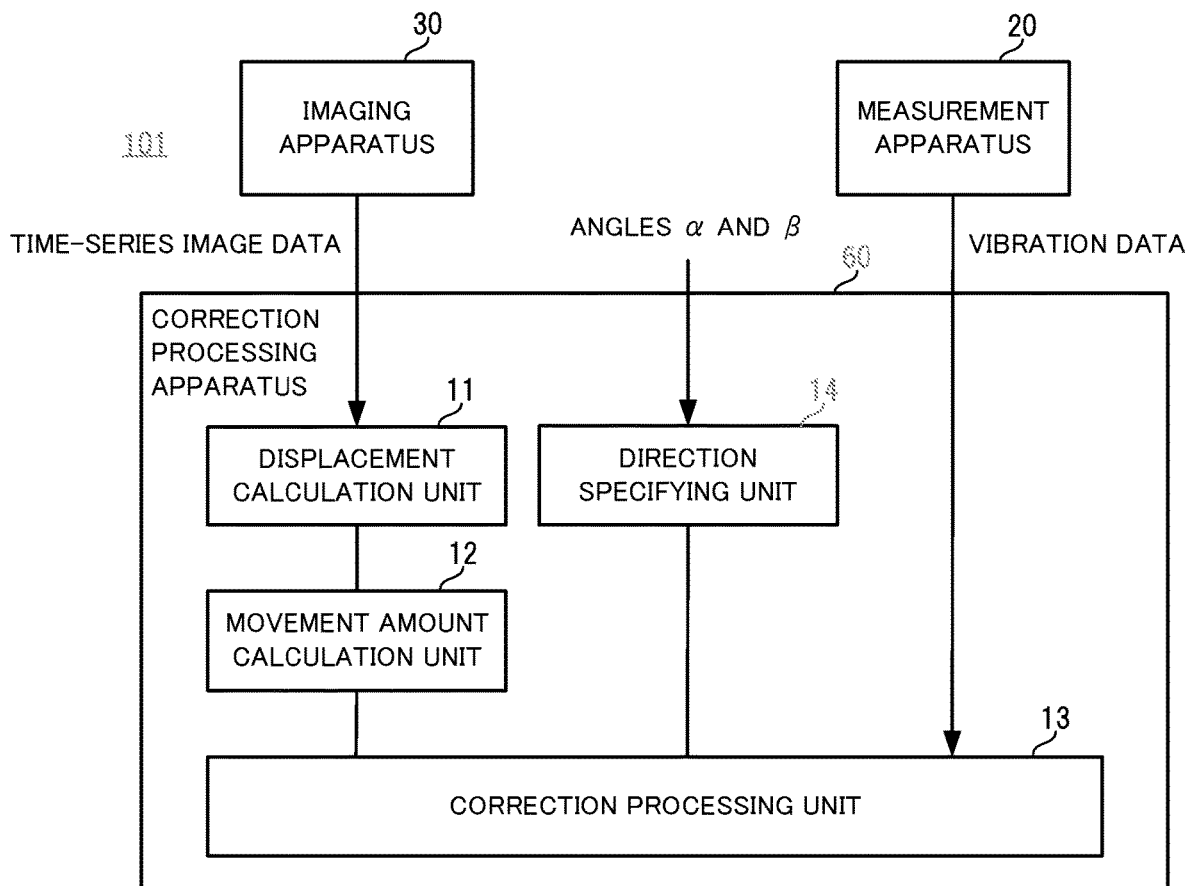 30
20
IMAGING
APPARATUS
MEASUREMENT
APPARATUS
101
TIME-SERIES IMAGE DATA
ANGLES α AND β
VIBRATION DATA
60
CORRECTION
PROCESSING
APPARATUS
11
14
DISPLACEMENT
CALCULATION UNIT
DIRECTION
SPECIFYING UNIT
12
MOVEMENT AMOUNT
CALCULATION UNIT
13
CORRECTION PROCESSING UNIT